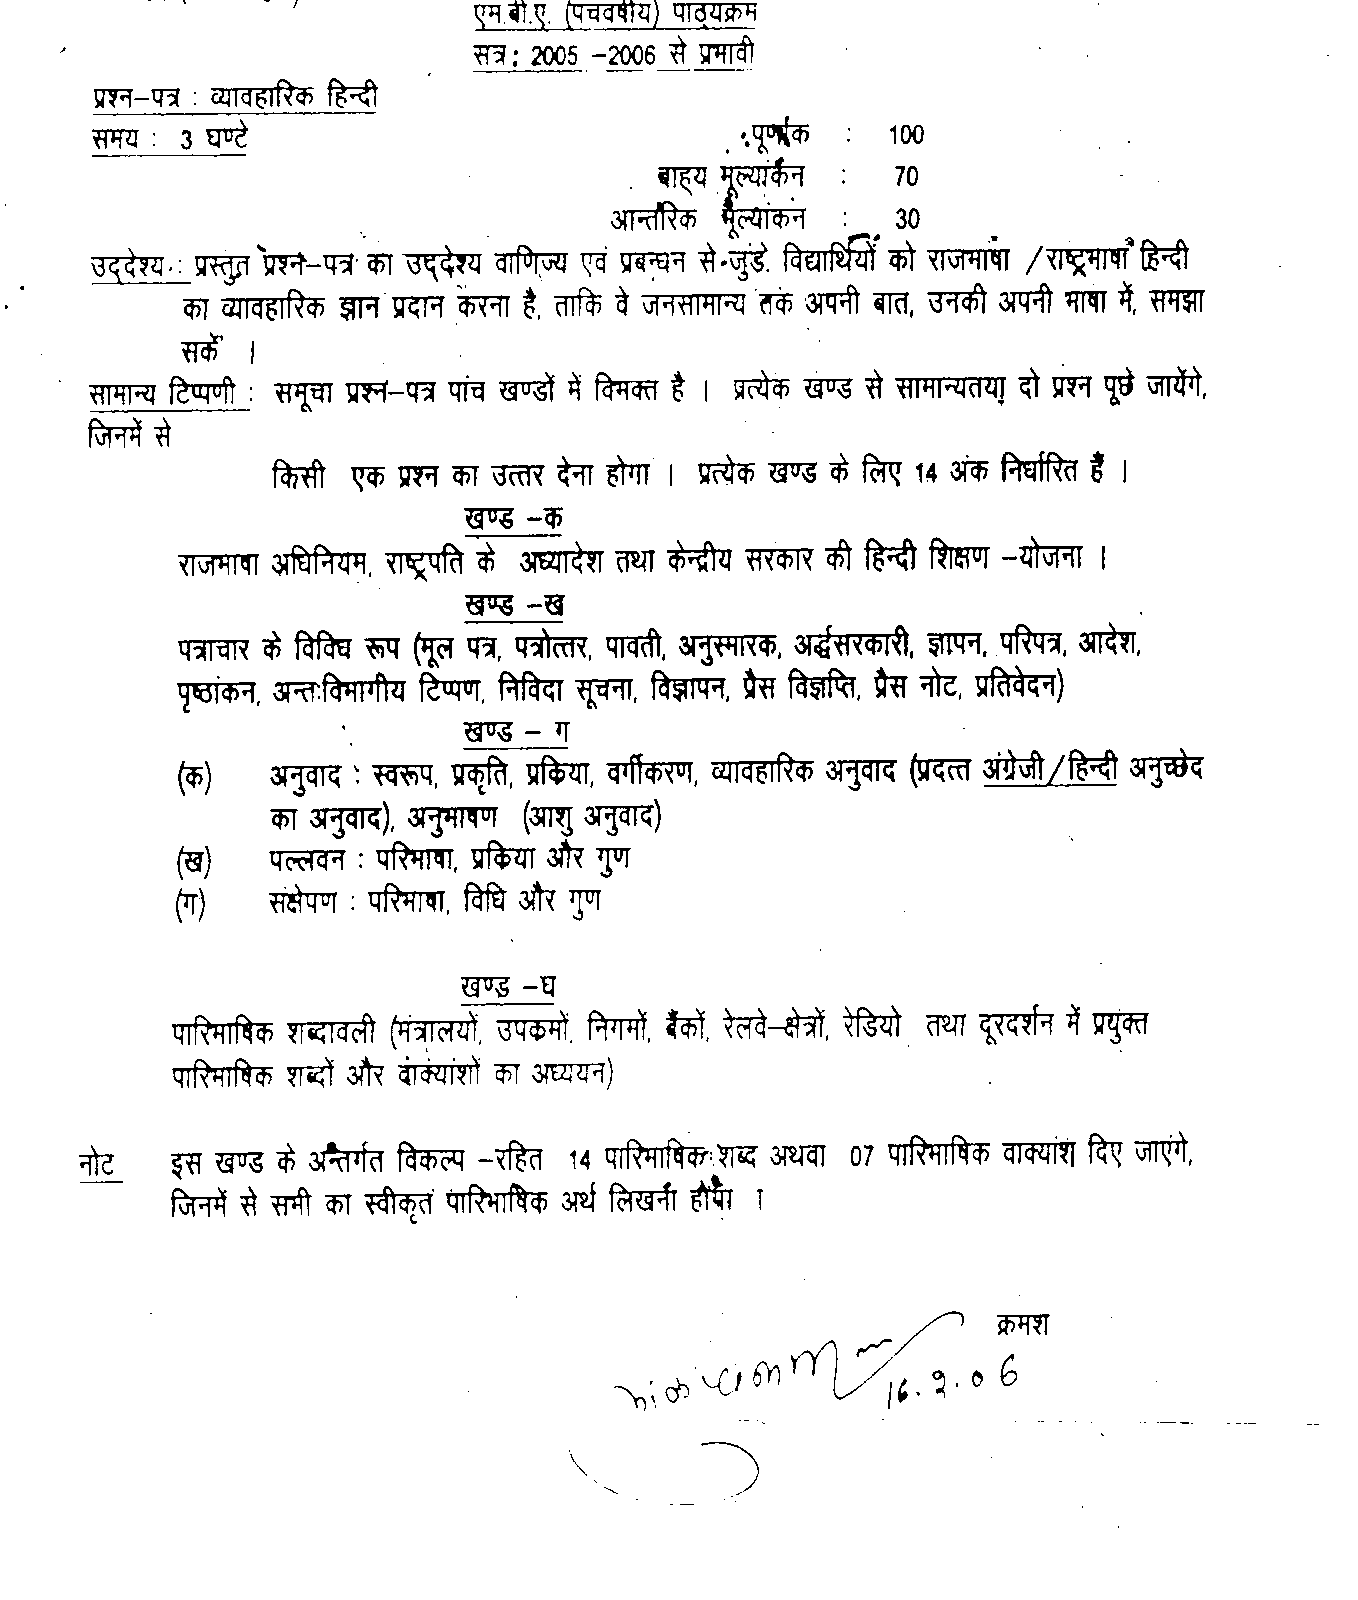 एम.बी.ए. (पंचवर्षीय) पाठ्यक्रम
सत्र: 2005 -2006 से प्रभावी
प्रश्न-पत्र : व्यावहारिक हिन्दी
समय : 3 घण्टे
पूर्णांक : 100
बाह्य मूल्यांकन : 70
आन्तरिक मूल्यांकन : 30
उद्देश्य : प्रस्तुत प्रश्न-पत्र का उद्देश्य वाणिज्य एवं प्रबन्धन से जुड़े विद्यार्थियों को राजभाषा /राष्ट्रभाषा हिन्दी
का व्यावहारिक ज्ञान प्रदान करना है, ताकि वे जनसामान्य तक अपनी बात, उनकी अपनी भाषा में, समझा
सकें ।
सामान्य टिप्पणी : समूचा प्रश्न-पत्र पांच खण्डों में विभक्त है । प्रत्येक खण्ड से सामान्यतया दो प्रश्न पूछे जायेंगे,
जिनमें से
किसी एक प्रश्न का उत्तर देना होगा । प्रत्येक खण्ड के लिए 14 अंक निर्धारित हैं ।
खण्ड -क
राजभाषा अधिनियम, राष्ट्रपति के अध्यादेश तथा केन्द्रीय सरकार की हिन्दी शिक्षण -योजना ।
खण्ड -ख
पत्राचार के विविध रूप (मूल पत्र, पत्रोत्तर, पावती, अनुस्मारक, अर्द्धसरकारी, ज्ञापन, परिपत्र, आदेश,
पृष्ठांकन, अन्तःविभागीय टिप्पण, निविदा सूचना, विज्ञापन, प्रैस विज्ञप्ति, प्रैस नोट, प्रतिवेदन)
खण्ड - ग
(क) अनुवाद : स्वरूप, प्रकृति, प्रकिया, वर्गीकरण, व्यावहारिक अनुवाद (प्रदत्त अंग्रेजी/हिन्दी अनुच्छेद
का अनुवाद), अनुभाषण (आशु अनुवाद)
(ख) पल्लवन : परिभाषा, प्रकिया और गुण
(ग) संक्षेपण : परिभाषा, विधि और गुण
खण्ड -घ
पारिभाषिक शब्दावली (मंत्रालयों, उपकमों, निगमों, बैंकों, रेलवे-क्षेत्रों, रेडियो तथा दूरदर्शन में प्रयुक्त
पारिभाषिक शब्दों और वाक्यांशों का अध्ययन)
नोट इस खण्ड के अन्तर्गत विकल्प -रहित 14 पारिभाषिक शब्द अथवा 07 पारिभाषिक वाक्यांश दिए जाएंगे,
जिनमें से सभी का स्वीकृत पारिभाषिक अर्थ लिखना होगा ।
क्रमश
16.2.06